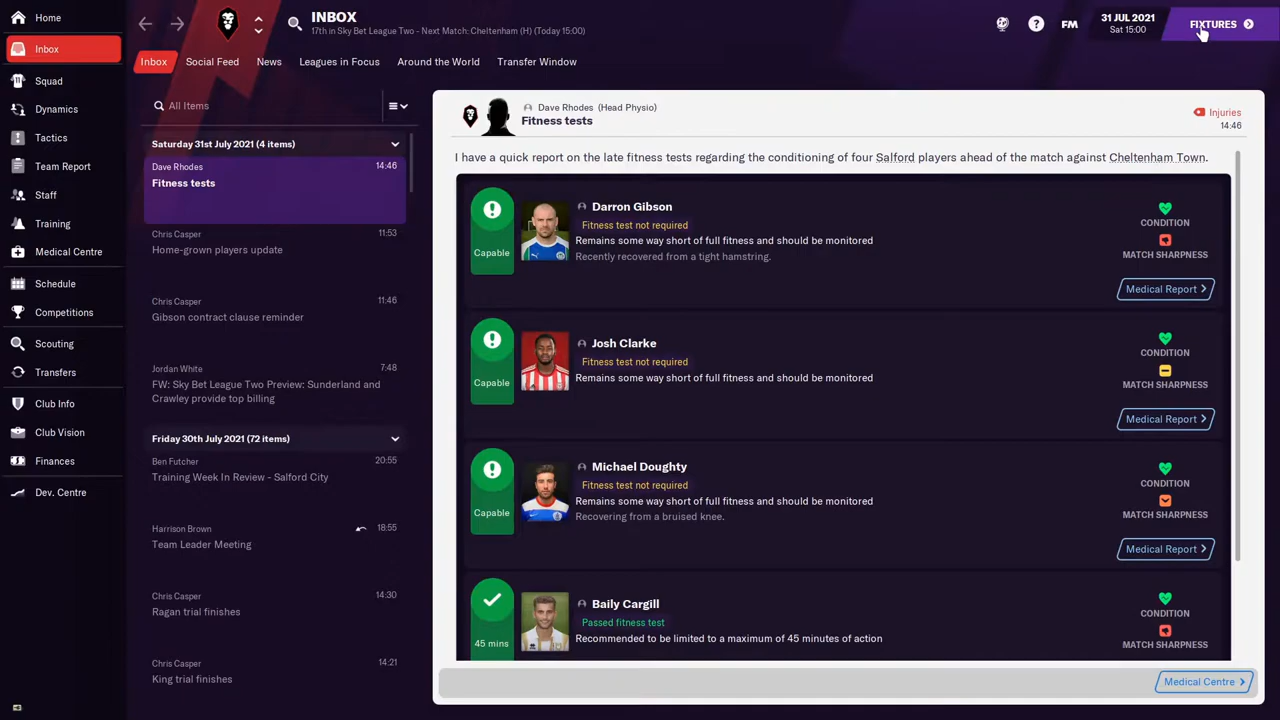 Home
INBOX
17th in Sky Bet League Two - Next Match: Cheltenham (H) (Today 15:00)
?
FM
31 JUL 2021
Sat 15:00
FIXTURES
Inbox
Squad
Dynamics
Tactics
Team Report
Staff
Training
Medical Centre
Schedule
Competitions
Scouting
Transfers
Club Info
Club Vision
Finances
Dev. Centre
Inbox
Social Feed
News
Leagues in Focus
Around the World
Transfer Window
All Items
Saturday 31st July 2021 (4 items)
Dave Rhodes 14:46
Fitness tests
Chris Casper 11:53
Home-grown players update
Chris Casper 11:46
Gibson contract clause reminder
Jordan White 7:48
FW: Sky Bet League Two Preview: Sunderland and
Crawley provide top billing
Friday 30th July 2021 (72 items)
Ben Futcher 20:55
Training Week In Review - Salford City
Harrison Brown 18:55
Team Leader Meeting
Chris Casper 14:30
Ragan trial finishes
Chris Casper 14:21
King trial finishes
Dave Rhodes (Head Physio)
Fitness tests
Injuries
14:46
I have a quick report on the late fitness tests regarding the conditioning of four Salford players ahead of the match against Cheltenham Town.
Capable
Darron Gibson
Fitness test not required
Remains some way short of full fitness and should be monitored
Recently recovered from a tight hamstring.
CONDITION
MATCH SHARPNESS
Medical Report
Capable
Josh Clarke
Fitness test not required
Remains some way short of full fitness and should be monitored
CONDITION
MATCH SHARPNESS
Medical Report
Capable
Michael Doughty
Fitness test not required
Remains some way short of full fitness and should be monitored
Recovering from a bruised knee.
CONDITION
MATCH SHARPNESS
Medical Report
45 mins
Baily Cargill
Passed fitness test
Recommended to be limited to a maximum of 45 minutes of action
CONDITION
MATCH SHARPNESS
Medical Centre